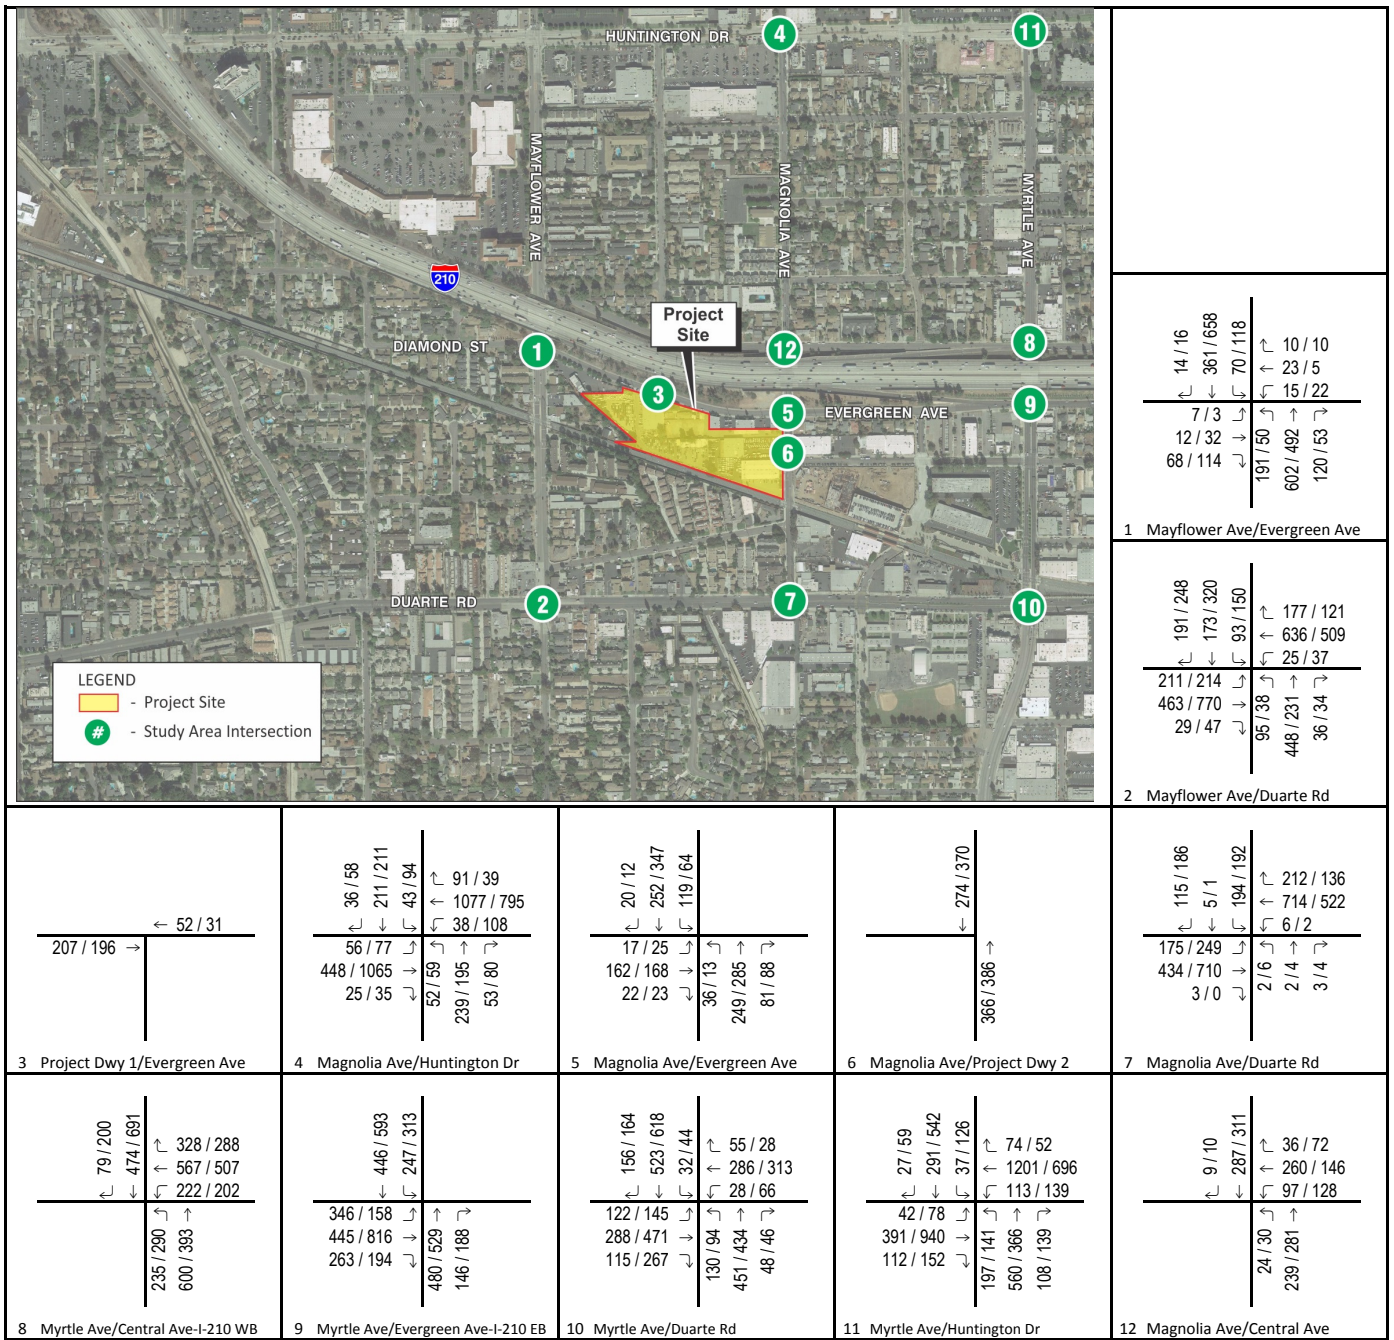 HUNTINGTON DR
4
11
MAYFLOWER AVE
MAGNOLIA AVE
MYRTLE AVE
210
Project
Site
DIAMOND ST
1
12
8
3
5
EVERGREEN AVE
9
6
DUARTE RD
2
7
10
LEGEND
- Project Site
# - Study Area Intersection
14 / 16
361 / 658
70 / 118
↵ ↓ ↳
↑ 10 / 10
← 23 / 5
15 / 22
7 / 3
12 / 32 →
68 / 114
191 / 50
602 / 492
120 / 53
1 Mayflower Ave/Evergreen Ave
191 / 248
173 / 320
93 / 150
177 / 121
← 636 / 509
25 / 37
211 / 214
463 / 770 →
29 / 47
95 / 38
448 / 231
36 / 34
2 Mayflower Ave/Duarte Rd
← 52 / 31
207 / 196 →
3 Project Dwy 1/Evergreen Ave
36 / 58
211 / 211
43 / 94
91 / 39
← 1077 / 795
38 / 108
56 / 77
448 / 1065 →
25 / 35
52 / 59
239 / 195
53 / 80
4 Magnolia Ave/Huntington Dr
20 / 12
252 / 347
119 / 64
17 / 25
162 / 168 →
22 / 23
36 / 13
249 / 285
81 / 88
5 Magnolia Ave/Evergreen Ave
274 / 370
366 / 386
6 Magnolia Ave/Project Dwy 2
115 / 186
5 / 1
194 / 192
212 / 136
← 714 / 522
6 / 2
175 / 249
434 / 710 →
3 / 0
2 / 6
2 / 4
3 / 4
7 Magnolia Ave/Duarte Rd
79 / 200
474 / 691
328 / 288
← 567 / 507
222 / 202
235 / 290
600 / 393
8 Myrtle Ave/Central Ave-I-210 WB
446 / 593
247 / 313
346 / 158
445 / 816 →
263 / 194
480 / 529
146 / 188
9 Myrtle Ave/Evergreen Ave-I-210 EB
156 / 164
523 / 618
32 / 44
55 / 28
← 286 / 313
28 / 66
122 / 145
288 / 471 →
115 / 267
130 / 94
451 / 434
48 / 46
10 Myrtle Ave/Duarte Rd
27 / 59
291 / 542
37 / 126
74 / 52
← 1201 / 696
113 / 139
42 / 78
391 / 940 →
112 / 152
197 / 141
560 / 366
108 / 139
11 Myrtle Ave/Huntington Dr
9 / 10
287 / 311
36 / 72
← 260 / 146
97 / 128
24 / 30
239 / 281
12 Magnolia Ave/Central Ave